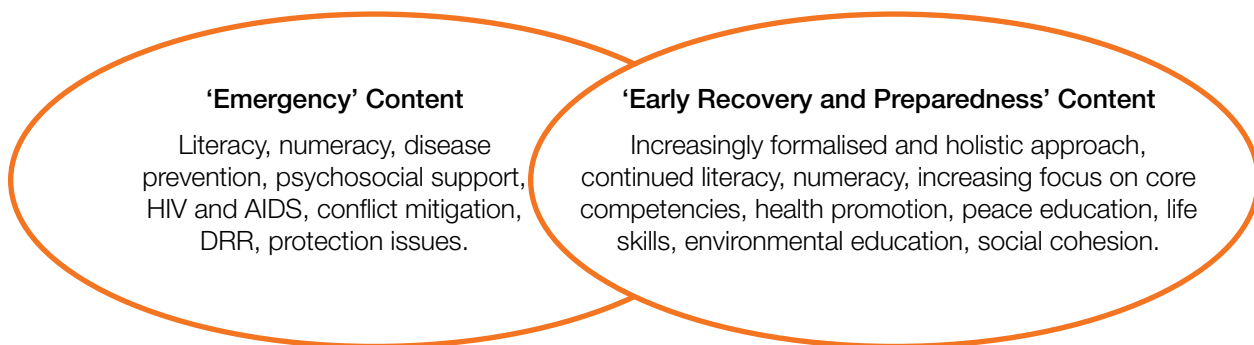 ‘Emergency’ Content
Literacy, numeracy, disease
prevention, psychosocial support,
HIV and AIDS, conflict mitigation,
DRR, protection issues.
‘Early Recovery and Preparedness’ Content
Increasingly formalised and holistic approach,
continued literacy, numeracy, increasing focus on core
competencies, health promotion, peace education, life
skills, environmental education, social cohesion.